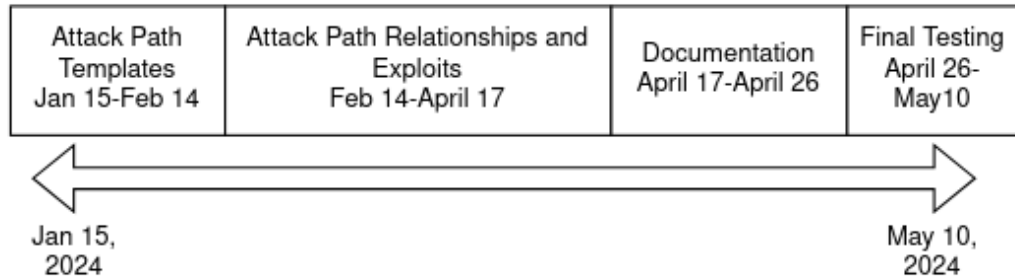 Attack Path
Templates
Jan 15-Feb 14
Attack Path Relationships and
Exploits
Feb 14-April 17
Documentation
April 17-April 26
Final Testing
April 26-
May10
Jan 15,
2024
May 10,
2024